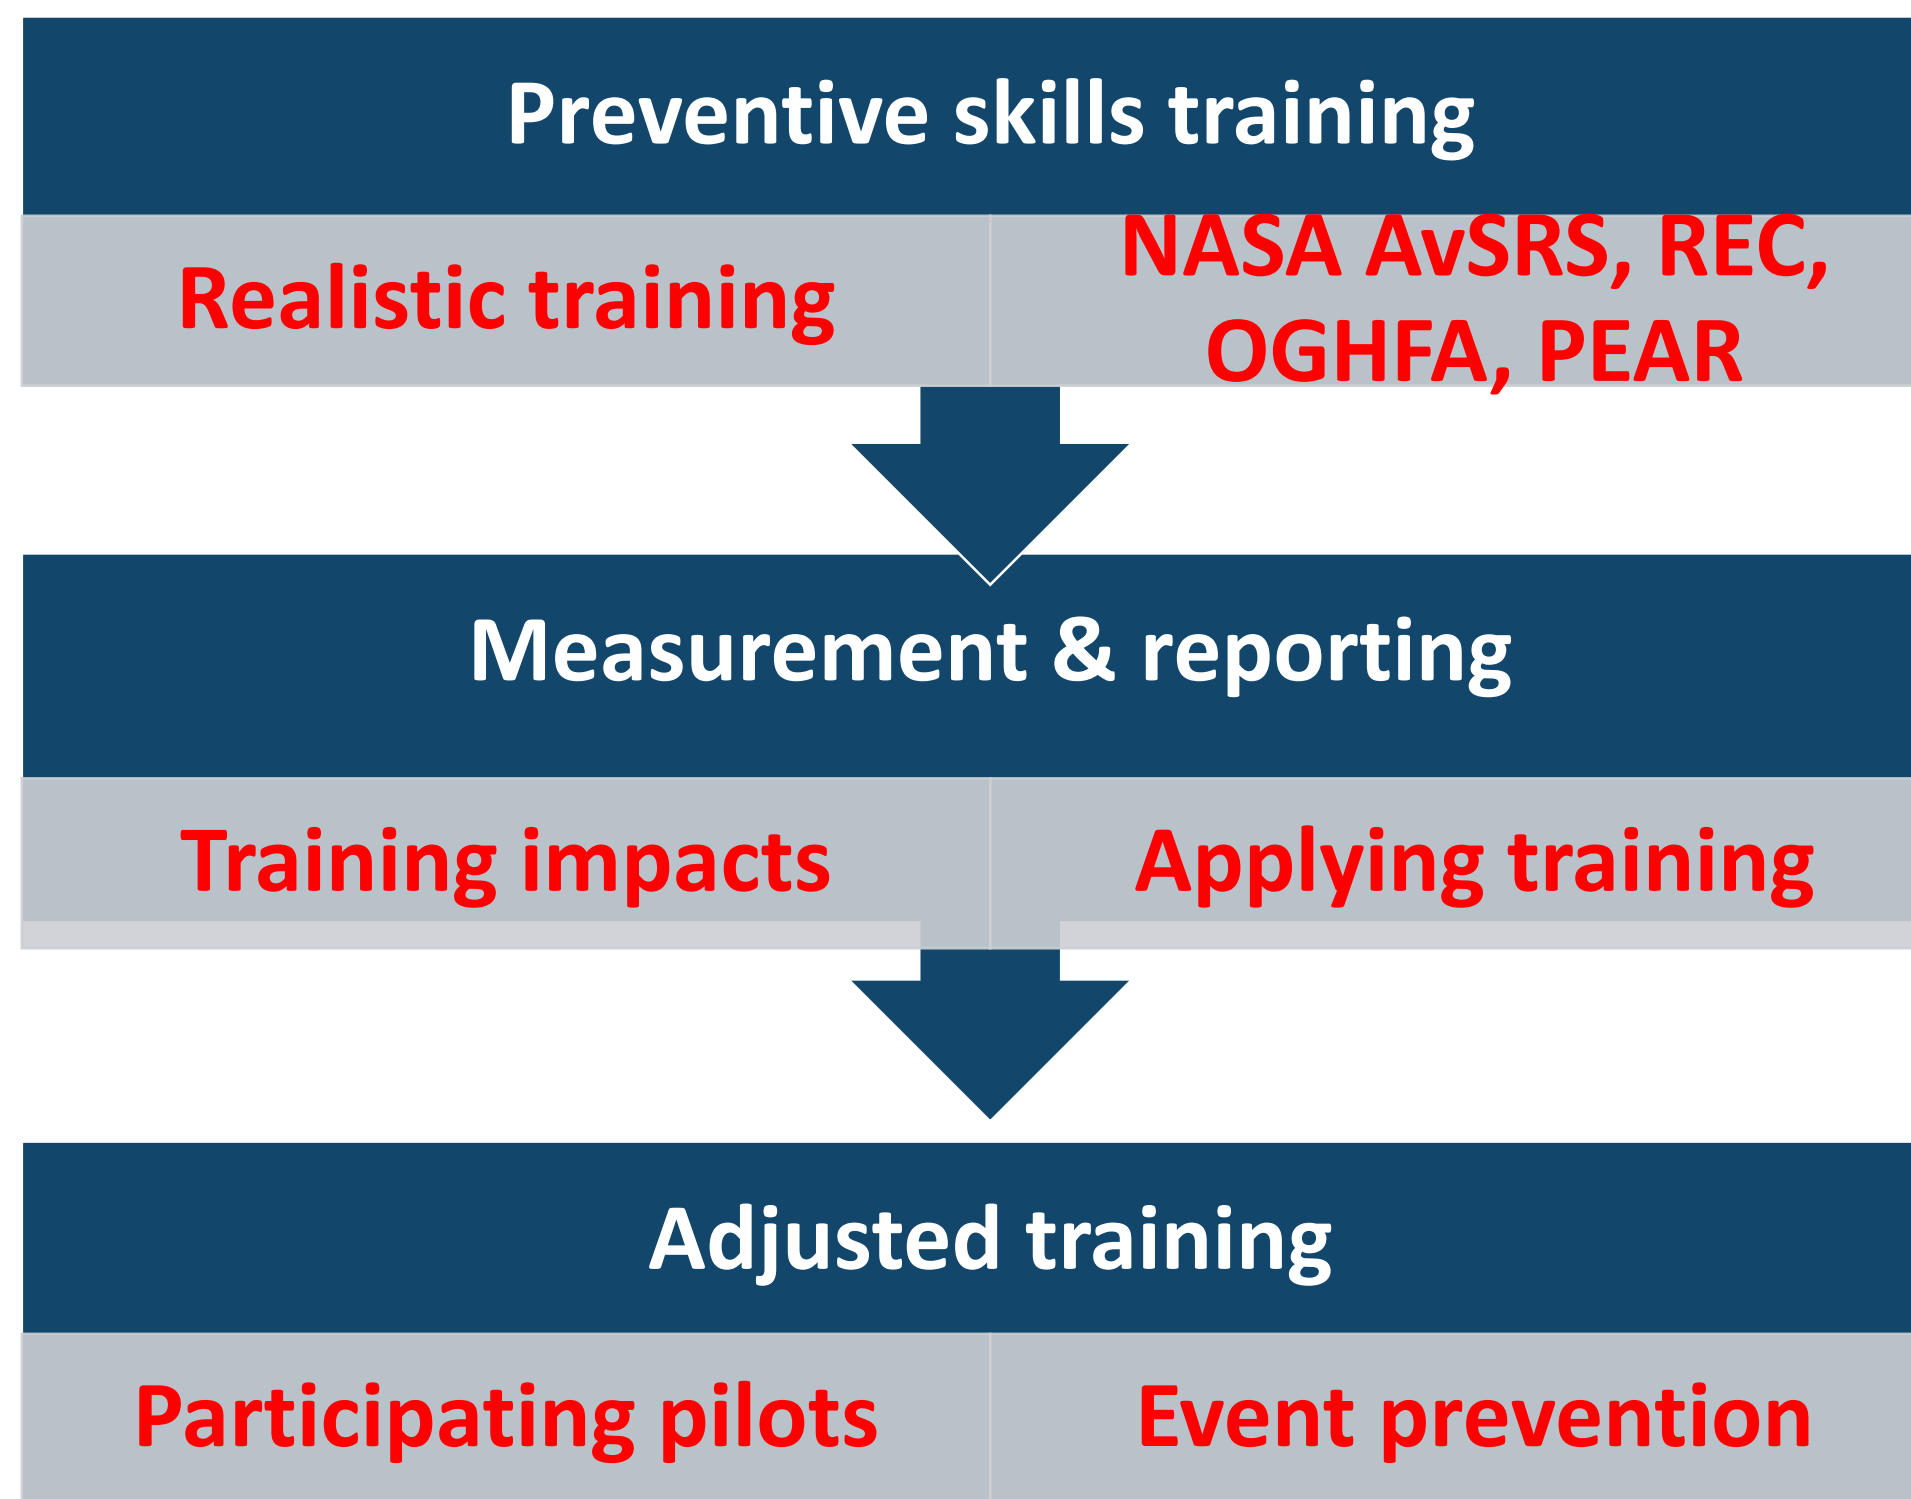 Preventive skills training
Realistic training
NASA AvSRS, REC,
OGHFA, PEAR
Measurement & reporting
Training impacts
Applying training
Adjusted training
Participating pilots
Event prevention